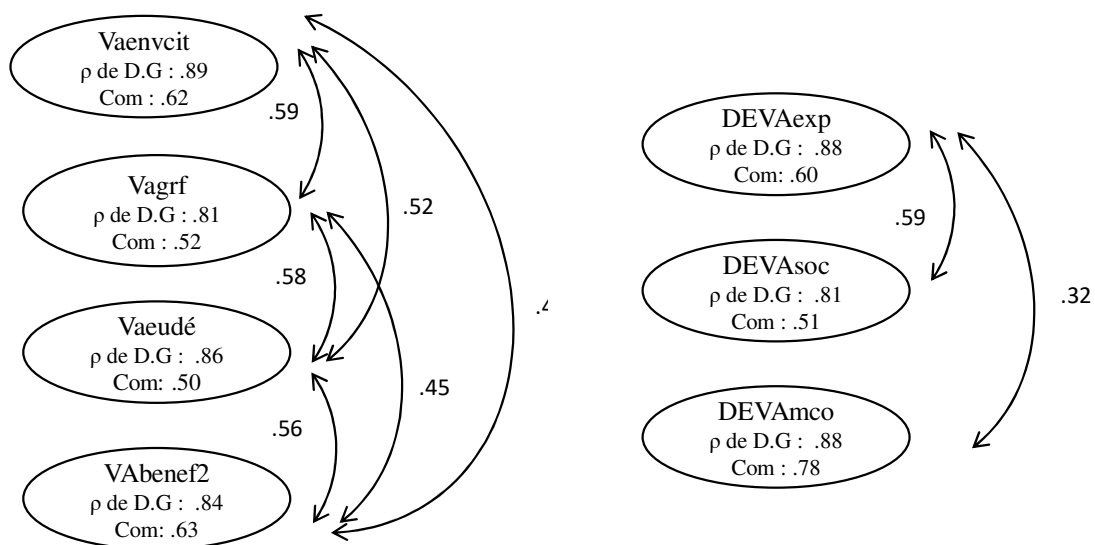 Vaenvcit
ρ de D.G : .89
Com : .62
.59
Vagrf
ρ de D.G : .81
Com : .52
.52
.58
Vaeudé
ρ de D.G : .86
Com: .50
.45
.56
VAbenef2
ρ de D.G : .84
Com: .63
DEVAexp
ρ de D.G : .88
Com: .60
.59
DEVAsoc
ρ de D.G : .81
Com : .51
.32
DEVAmco
ρ de D.G : .88
Com : .78